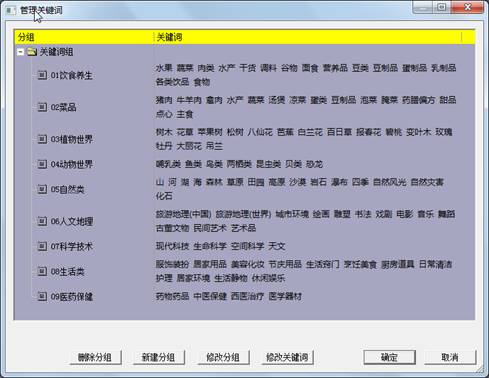 管理关键词
分组 关键词
关键词组
01饮食养生 水果 蔬菜 肉类 水产 干货 调料 谷物 面食 营养品 豆类 豆制品 蛋制品 乳制品
各类饮品 食物
02菜品 猪肉 牛羊肉 禽肉 水产 蔬菜 汤煲 凉菜 蛋类 豆制品 泡菜 腌菜 药膳偏方 甜品
点心 主食
03植物世界 树木 花草 苹果树 松树 八仙花 芭蕉 白兰花 百日草 报春花 碧桃 变叶木 玫瑰
牡丹 大丽花 吊兰
04动物世界 哺乳类 鱼类 鸟类 两栖类 昆虫类 贝类 恐龙
05自然类 山 河 湖 海 森林 草原 田园 高原 沙漠 岩石 瀑布 四季 自然风光 自然灾害
化石
06人文地理 旅游地理(中国) 旅游地理(世界) 城市环境 绘画 雕塑 书法 戏剧 电影 音乐 舞蹈
古董文物 民间艺术 艺术品
07科学技术 现代科技 生命科学 空间科学 天文
08生活类 服饰装扮 居家用品 美容化妆 节庆用品 生活窍门 烹饪美食 厨房道具 日常清洁
护理 居家环境 生活静物 休闲娱乐
09医药保健 药物药品 中医保健 西医治疗 医学器材
删除分组 新建分组 修改分组 修改关键词 确定 取消